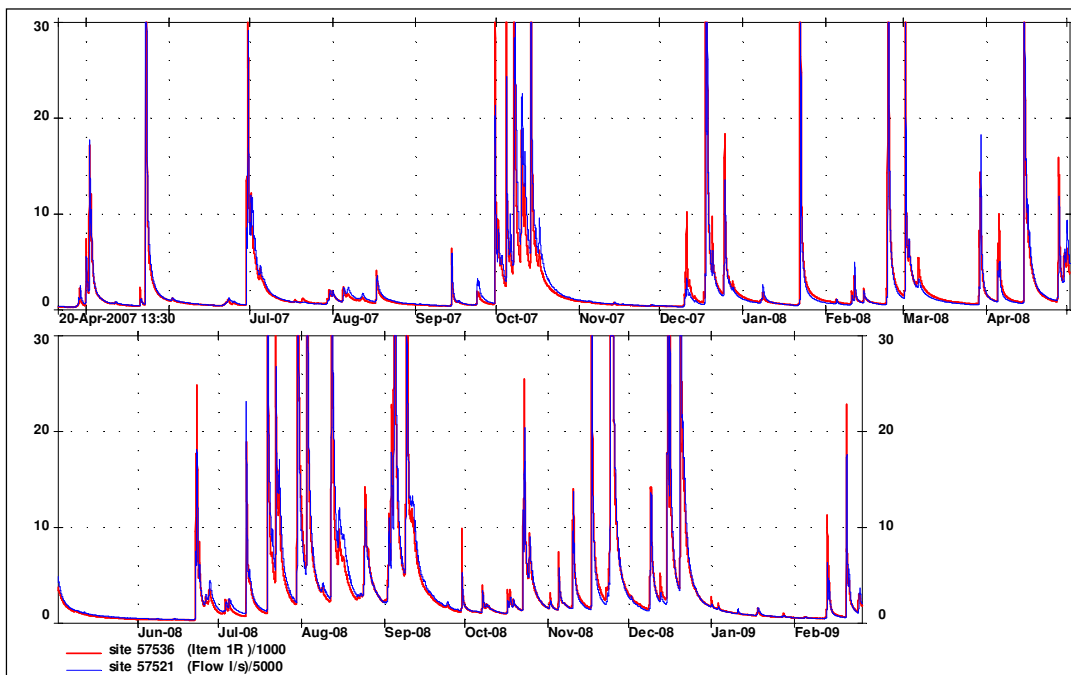 30
20
10
0
20-Apr-2007 13:30 Jul-07 Aug-07 Sep-07 Oct-07 Nov-07 Dec-07 Jan-08 Feb-08 Mar-08 Apr-08
30 30
20 20
10 10
0 0
Jun-08 Jul-08 Aug-08 Sep-08 Oct-08 Nov-08 Dec-08 Jan-09 Feb-09
site 57536 (Item 1R )/1000
site 57521 (Flow l/s)/5000